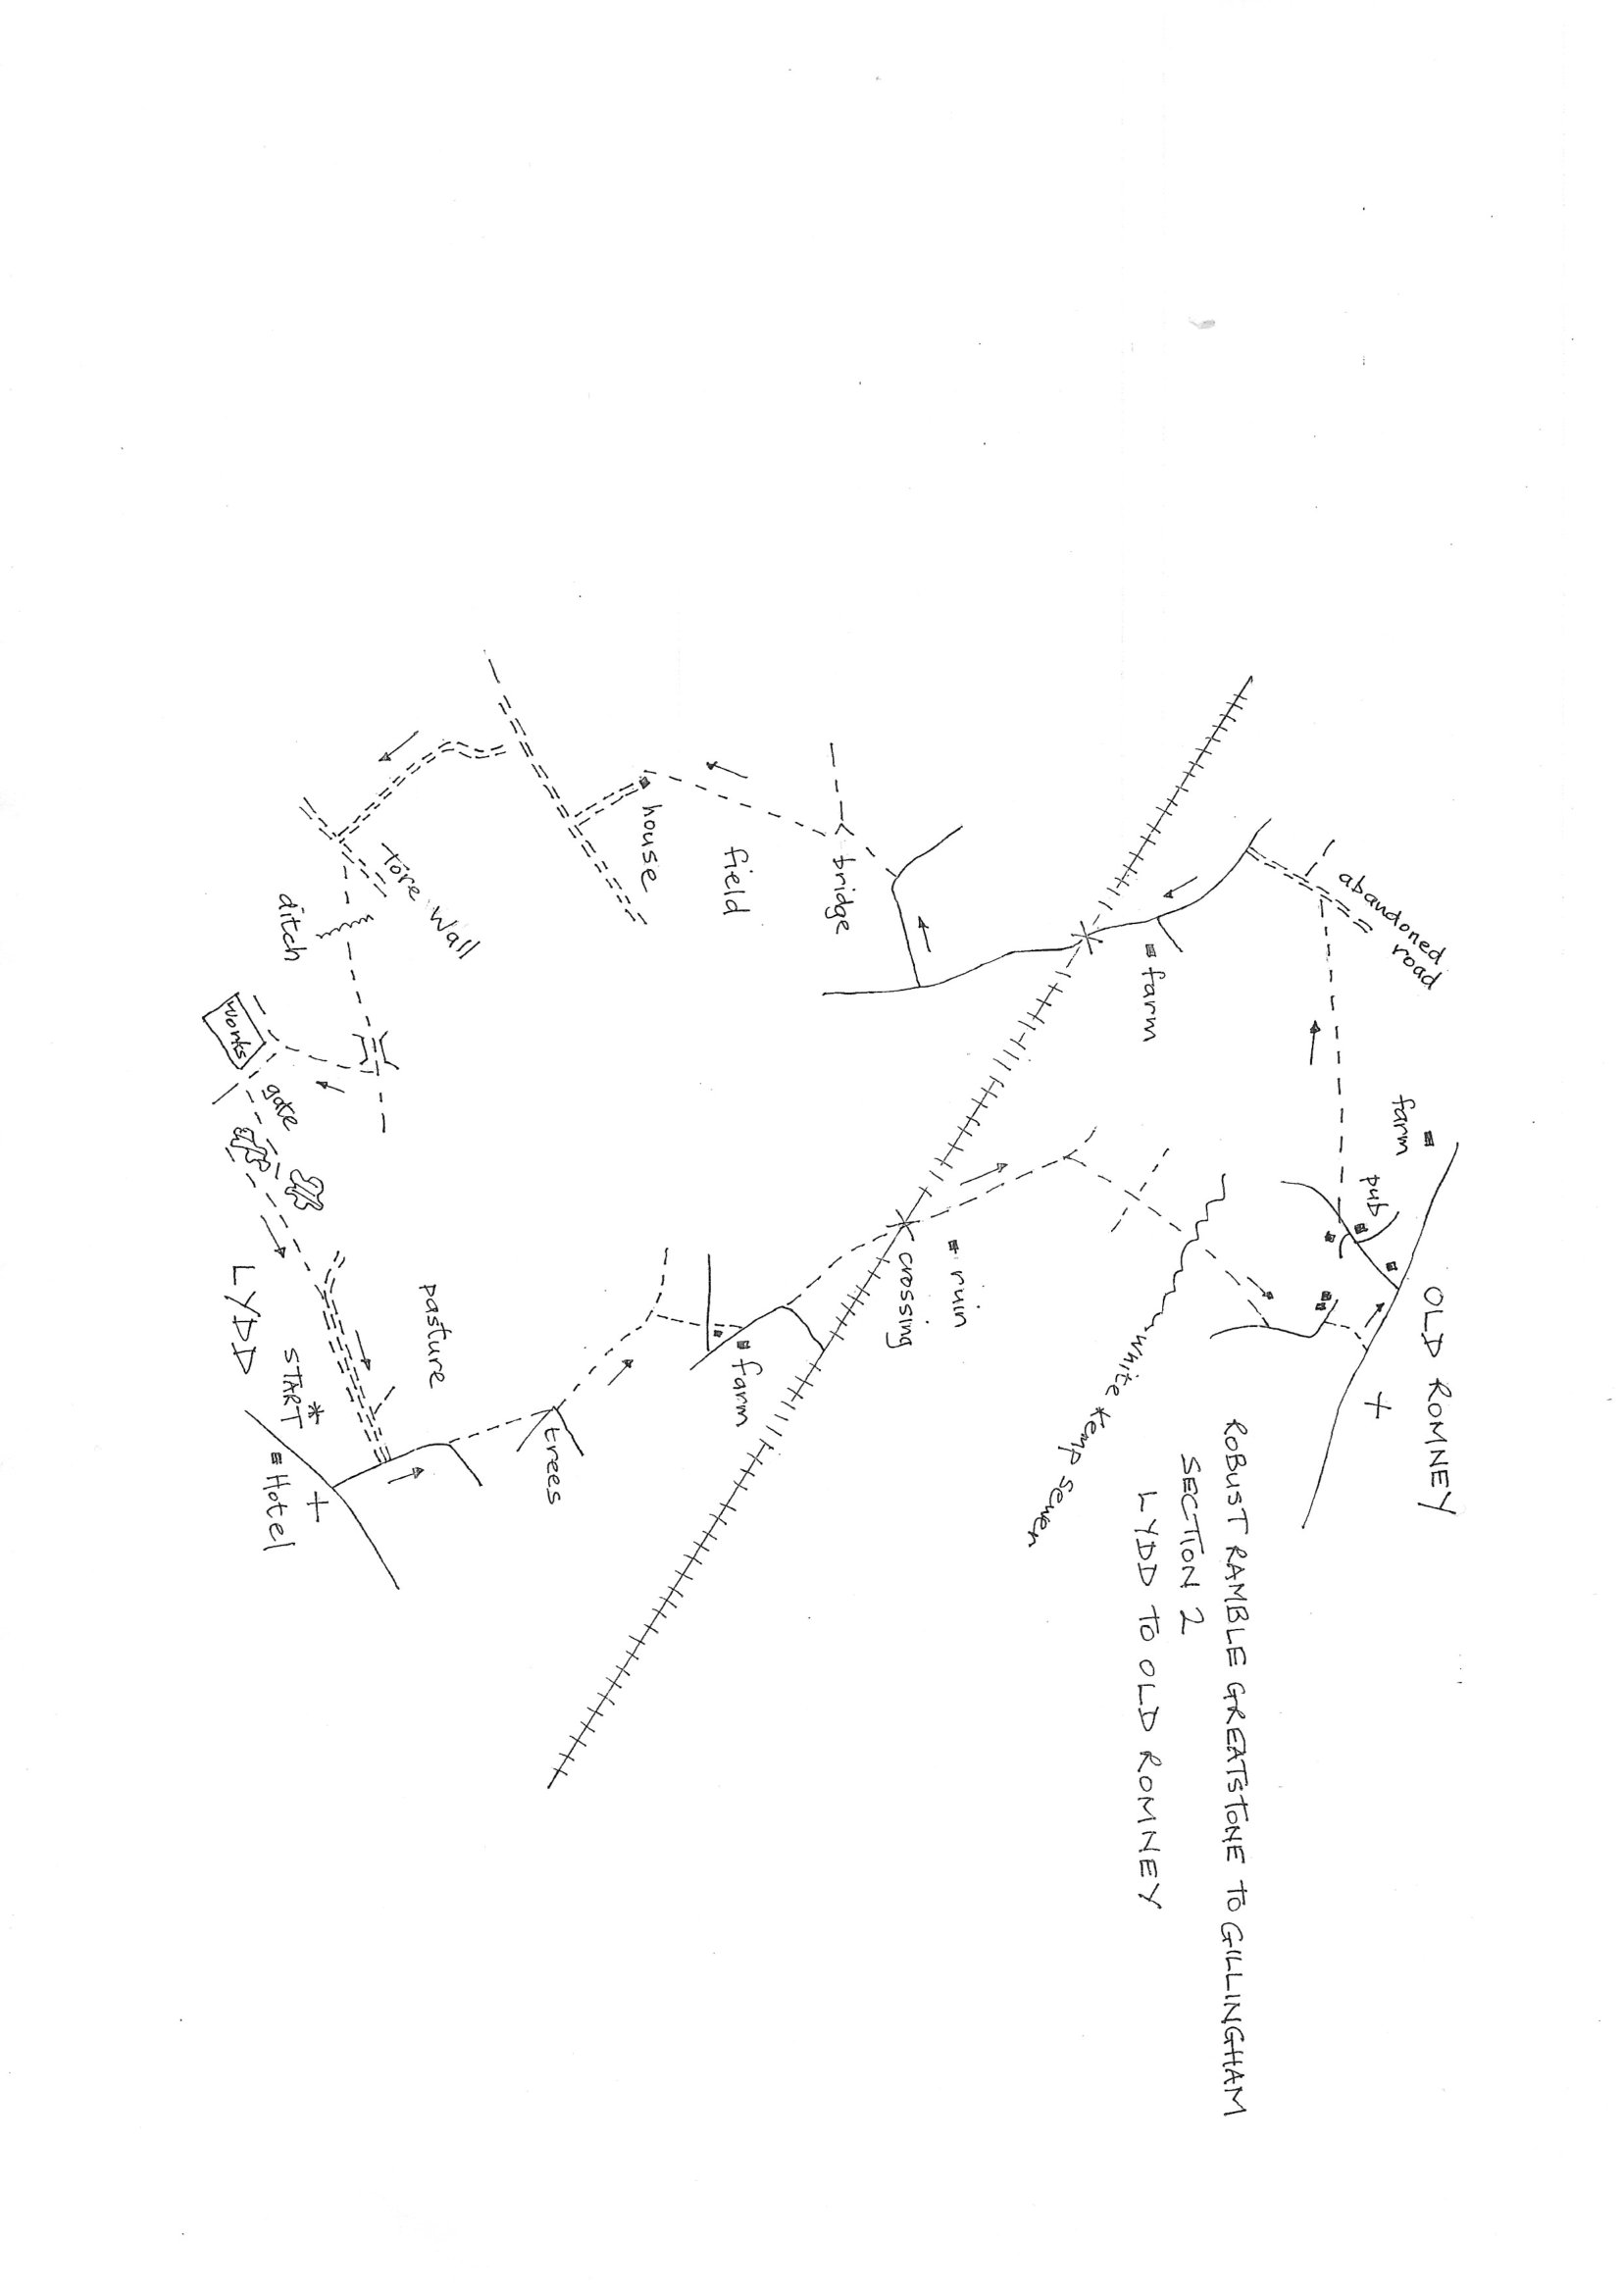 OLD ROMNEY
abandoned
road
farm
pub
ROBUST RAMBLE GREATSTONE TO GILLINGHAM
SECTION 2
LYDD TO OLD ROMNEY
farm
White Kemp Sewer
ruin
crossing
bridge
field
farm
house
trees
Tore Wall
pasture
ditch
gate
START
Hotel
Works
LYDD